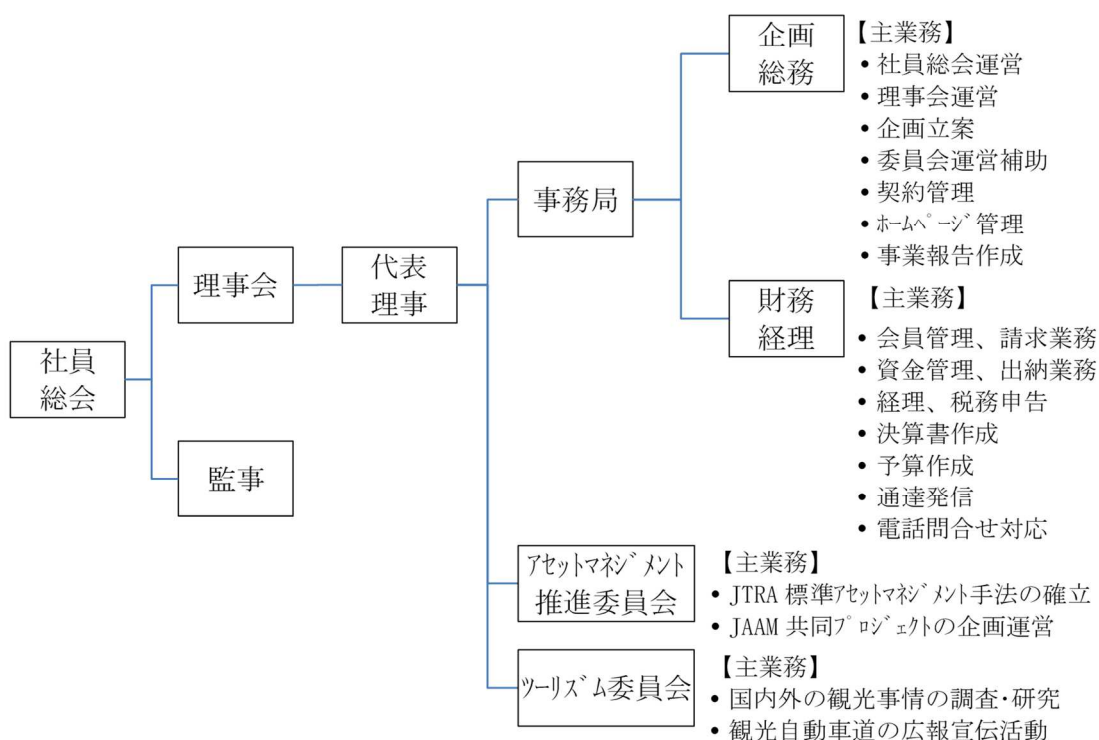 社員
総会
理事会
監事
代表
理事
事務局
企画
総務
【主業務】
• 社員総会運営
• 理事会運営
• 企画立案
• 委員会運営補助
• 契約管理
• ﾎｰﾑﾍﾟｰｼﾞ管理
• 事業報告作成
財務
経理
【主業務】
• 会員管理、請求業務
• 資金管理、出納業務
• 経理、税務申告
• 決算書作成
• 予算作成
• 通達発信
• 電話問合せ対応
ｱｾｯﾄﾏﾈｼﾞﾒﾝﾄ
推進委員会
【主業務】
• JTRA 標準ｱｾｯﾄﾏﾈｼﾞﾒﾝﾄ手法の確立
• JAAM 共同ﾌﾟﾛｼﾞｪｸﾄの企画運営
ﾂｰﾘｽﾞﾑ委員会
【主業務】
• 国内外の観光事情の調査･研究
• 観光自動車道の広報宣伝活動